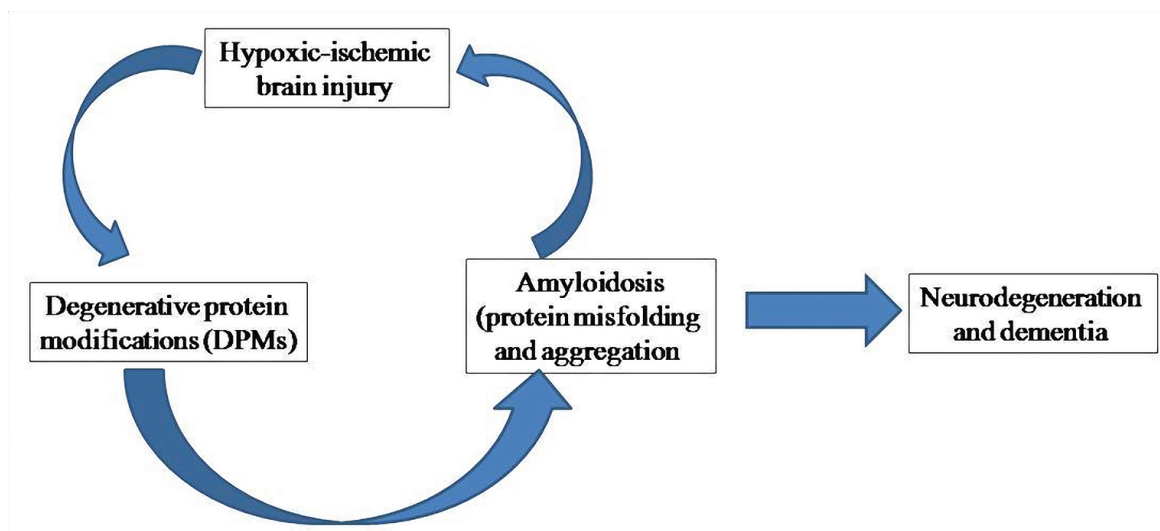 Hypoxic-ischemic
brain injury
Degenerative protein
modifications (DPMs)
Amyloidosis
(protein misfolding
and aggregation
Neurodegeneration
and dementia